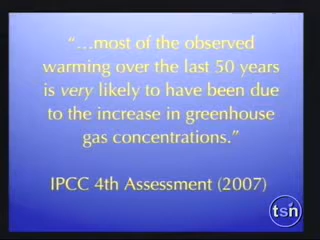 “…most of the observed
warming over the last 50 years
is very likely to have been due
to the increase in greenhouse
gas concentrations.”
IPCC 4th Assessment (2007)
tsn